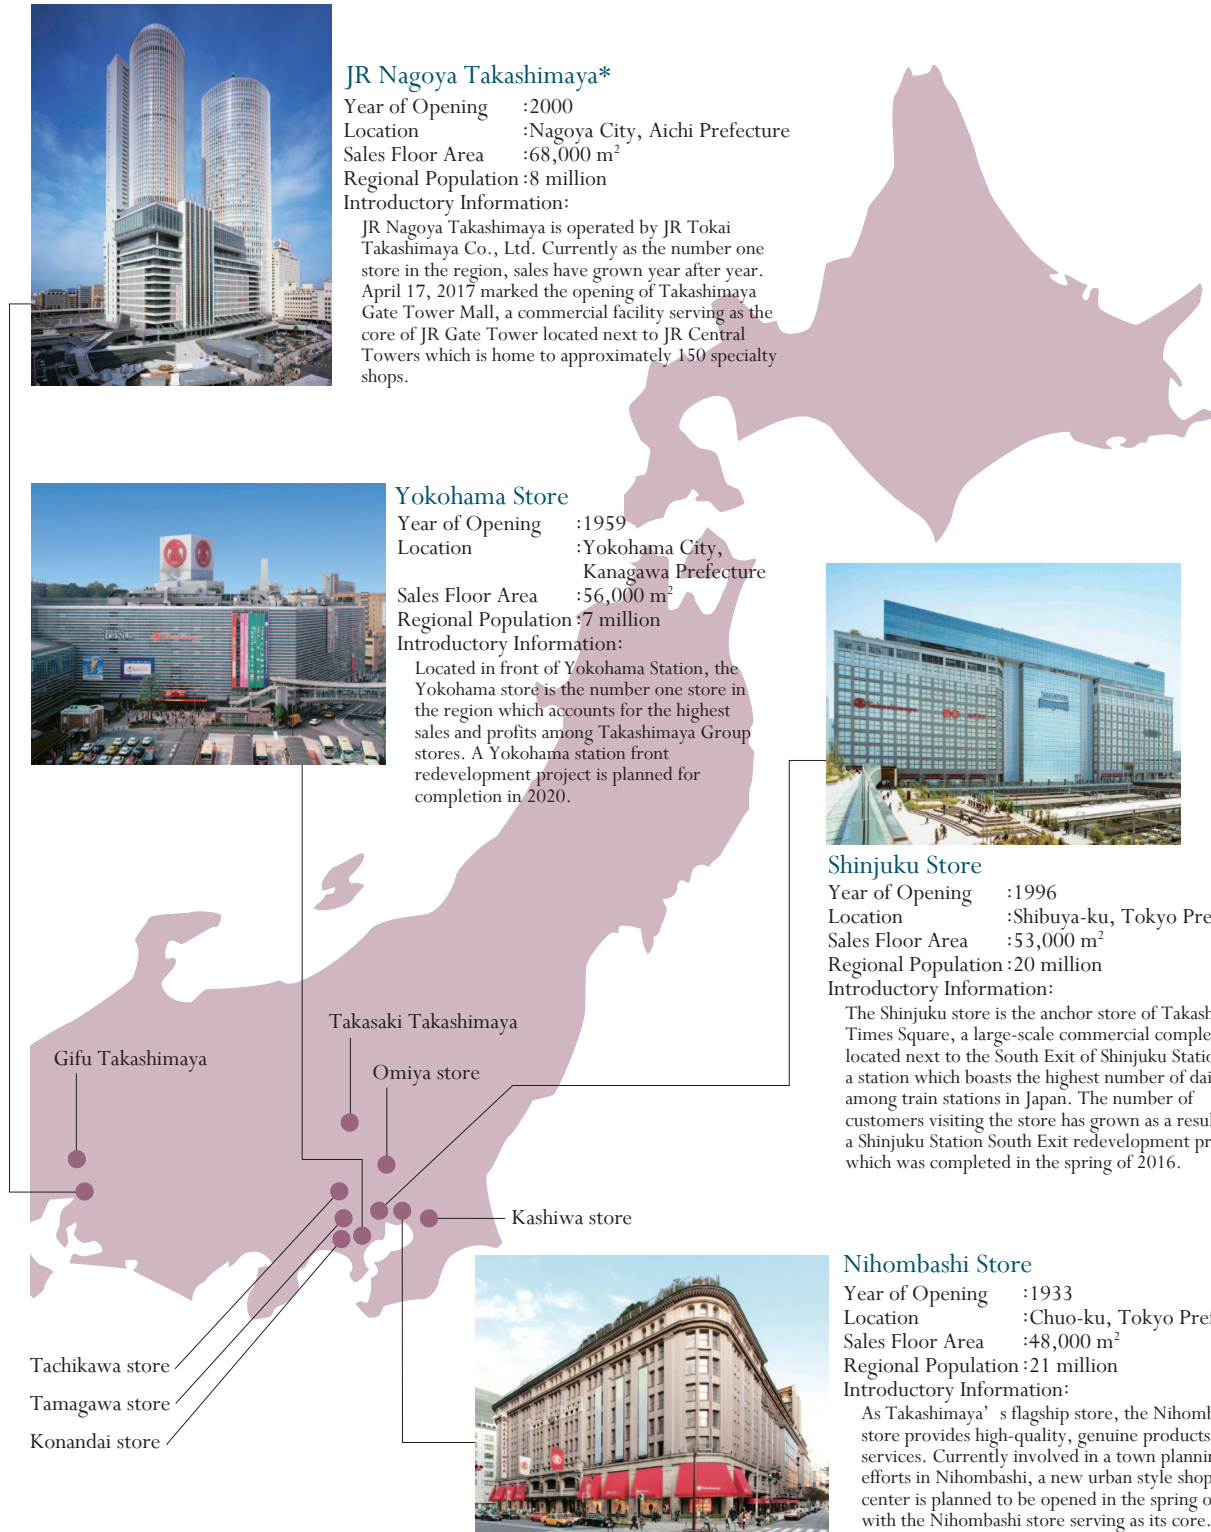 JR Nagoya Takashimaya*
Year of Opening :2000
Location :Nagoya City, Aichi Prefecture
Sales Floor Area :68,000 m²
Regional Population :8 million
Introductory Information:
JR Nagoya Takashimaya is operated by JR Tokai
Takashimaya Co., Ltd. Currently as the number one
store in the region, sales have grown year after year.
April 17, 2017 marked the opening of Takashimaya
Gate Tower Mall, a commercial facility serving as the
core of JR Gate Tower located next to JR Central
Towers which is home to approximately 150 specialty
shops.
Yokohama Store
Year of Opening :1959
Location :Yokohama City,
Kanagawa Prefecture
Sales Floor Area :56,000 m²
Regional Population :7 million
Introductory Information:
Located in front of Yokohama Station, the
Yokohama store is the number one store in
the region which accounts for the highest
sales and profits among Takashimaya Group
stores. A Yokohama station front
redevelopment project is planned for
completion in 2020.
Shinjuku Store
Year of Opening :1996
Location :Shibuya-ku, Tokyo Pre
Sales Floor Area :53,000 m²
Regional Population :20 million
Introductory Information:
The Shinjuku store is the anchor store of Takash
Times Square, a large-scale commercial comple
located next to the South Exit of Shinjuku Statio
a station which boasts the highest number of dai
among train stations in Japan. The number of
customers visiting the store has grown as a resul
a Shinjuku Station South Exit redevelopment pr
which was completed in the spring of 2016.
Takasaki Takashimaya
Gifu Takashimaya
Omiya store
Kashiwa store
Tachikawa store
Tamagawa store
Konandai store
Nihombashi Store
Year of Opening :1933
Location :Chuo-ku, Tokyo Pref
Sales Floor Area :48,000 m²
Regional Population :21 million
Introductory Information:
As Takashimaya's flagship store, the Nihomb
store provides high-quality, genuine products
services. Currently involved in a town plannin
efforts in Nihombashi, a new urban style shop
center is planned to be opened in the spring o
with the Nihombashi store serving as its core.